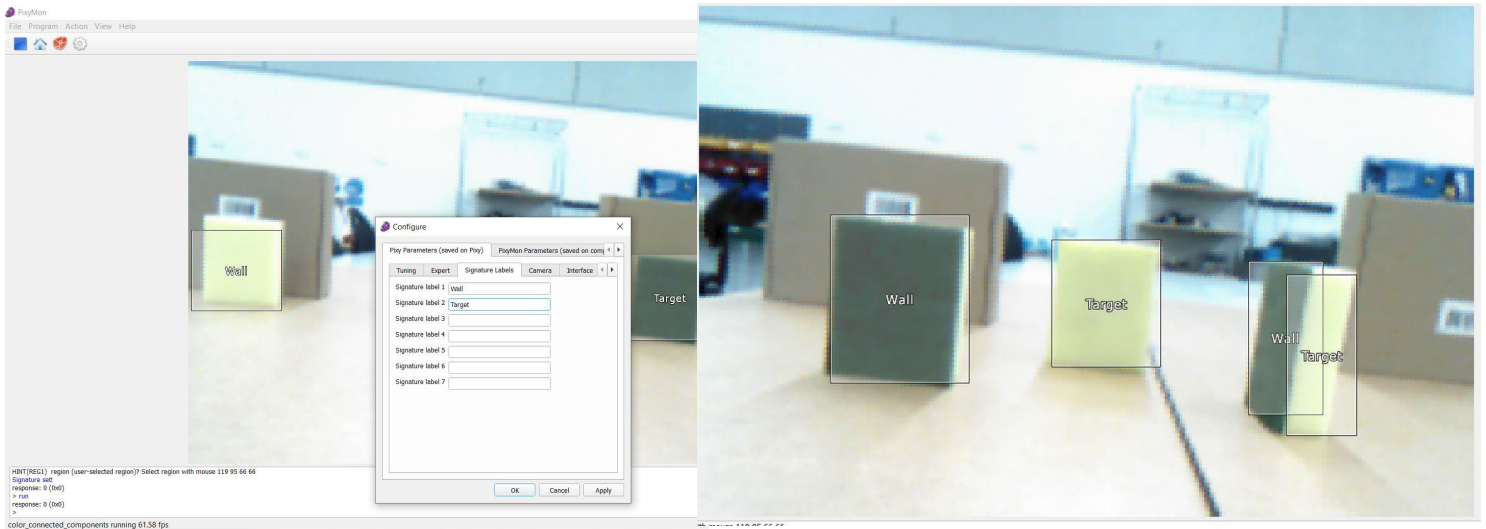 PixyMon
File Program Action View Help
Wall
Target
Configure
Pixy Parameters (saved on Pixy) PixyMon Parameters (saved on comp
Tuning Expert Signature Labels Camera Interface
Signature label 1 Wall
Signature label 2 Target
Signature label 3
Signature label 4
Signature label 5
Signature label 6
Signature label 7
OK Cancel Apply
HINT(REG1) region (user-selected region)? Select region with mouse 119 95 66 66
Signature set!
response: 0 (0x0)
> run
response: 0 (0x0)
>
color_connected_components running 61.58 fps
Wall
Target
Wall
Target